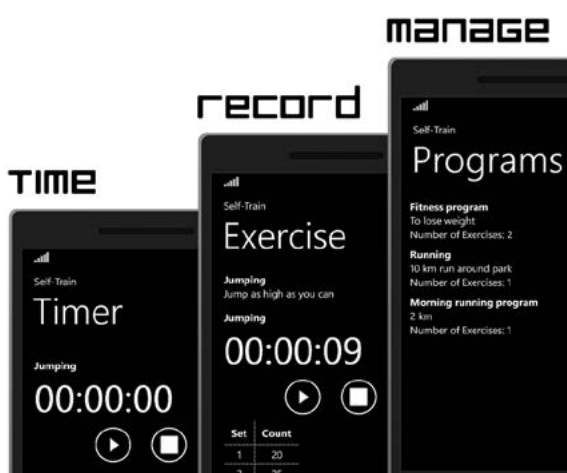 TIME
Self-Train
Timer
Jumping
00:00:00
record
Self-Train
Exercise
Jumping
Jump as high as you can
Jumping
00:00:09
Set Count
1 20
manage
Self-Train
Programs
Fitness program
To lose weight
Number of Exercises: 2
Running
10 km run around park
Number of Exercises: 1
Morning running program
2 km
Number of Exercises: 1